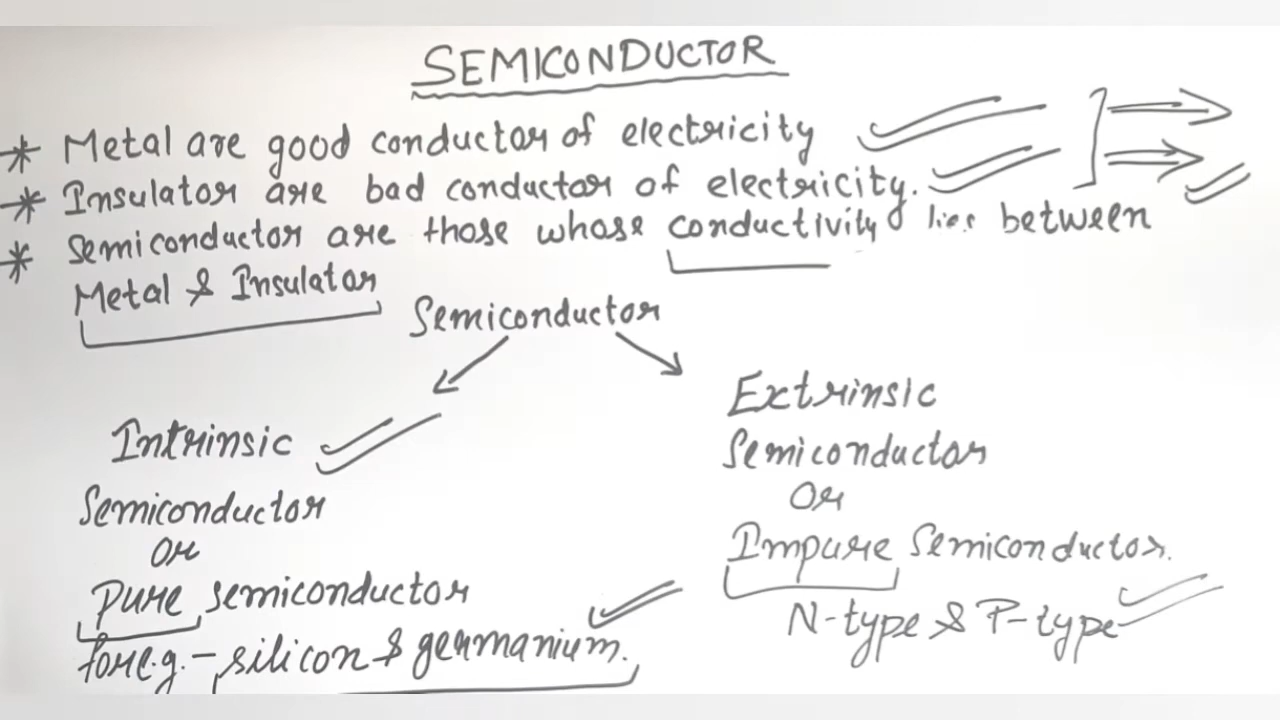 SEMICONDUCTOR
* Metal are good conductor of electricity
* Insulator are bad conductor of electricity.
* Semiconductor are those whose conductivity lies between
Metal & Insulator
Semiconductor
Intrinsic
Semiconductor
or
Pure semiconductor
for e.g. - silicon & germanium.
Extrinsic
Semiconductor
Or
Impure Semiconductor.
N-type & P-type